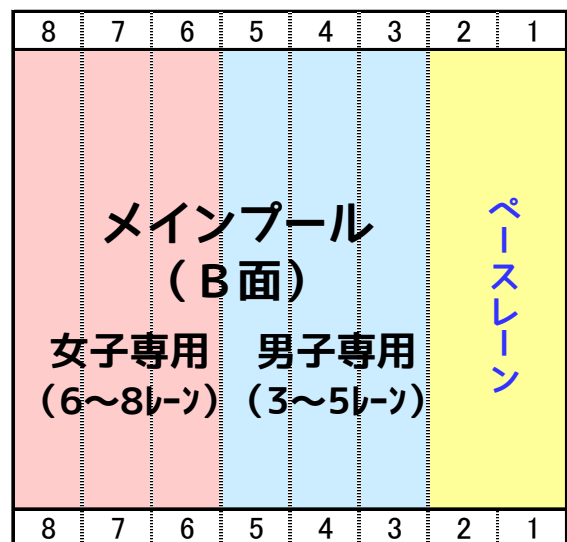 8 7 6 5 4 3 2 1
メインプール
(B面)
女子専用 男子専用
(6～8ﾚｰﾝ) (3～5ﾚｰﾝ)
ペースレーン
8 7 6 5 4 3 2 1